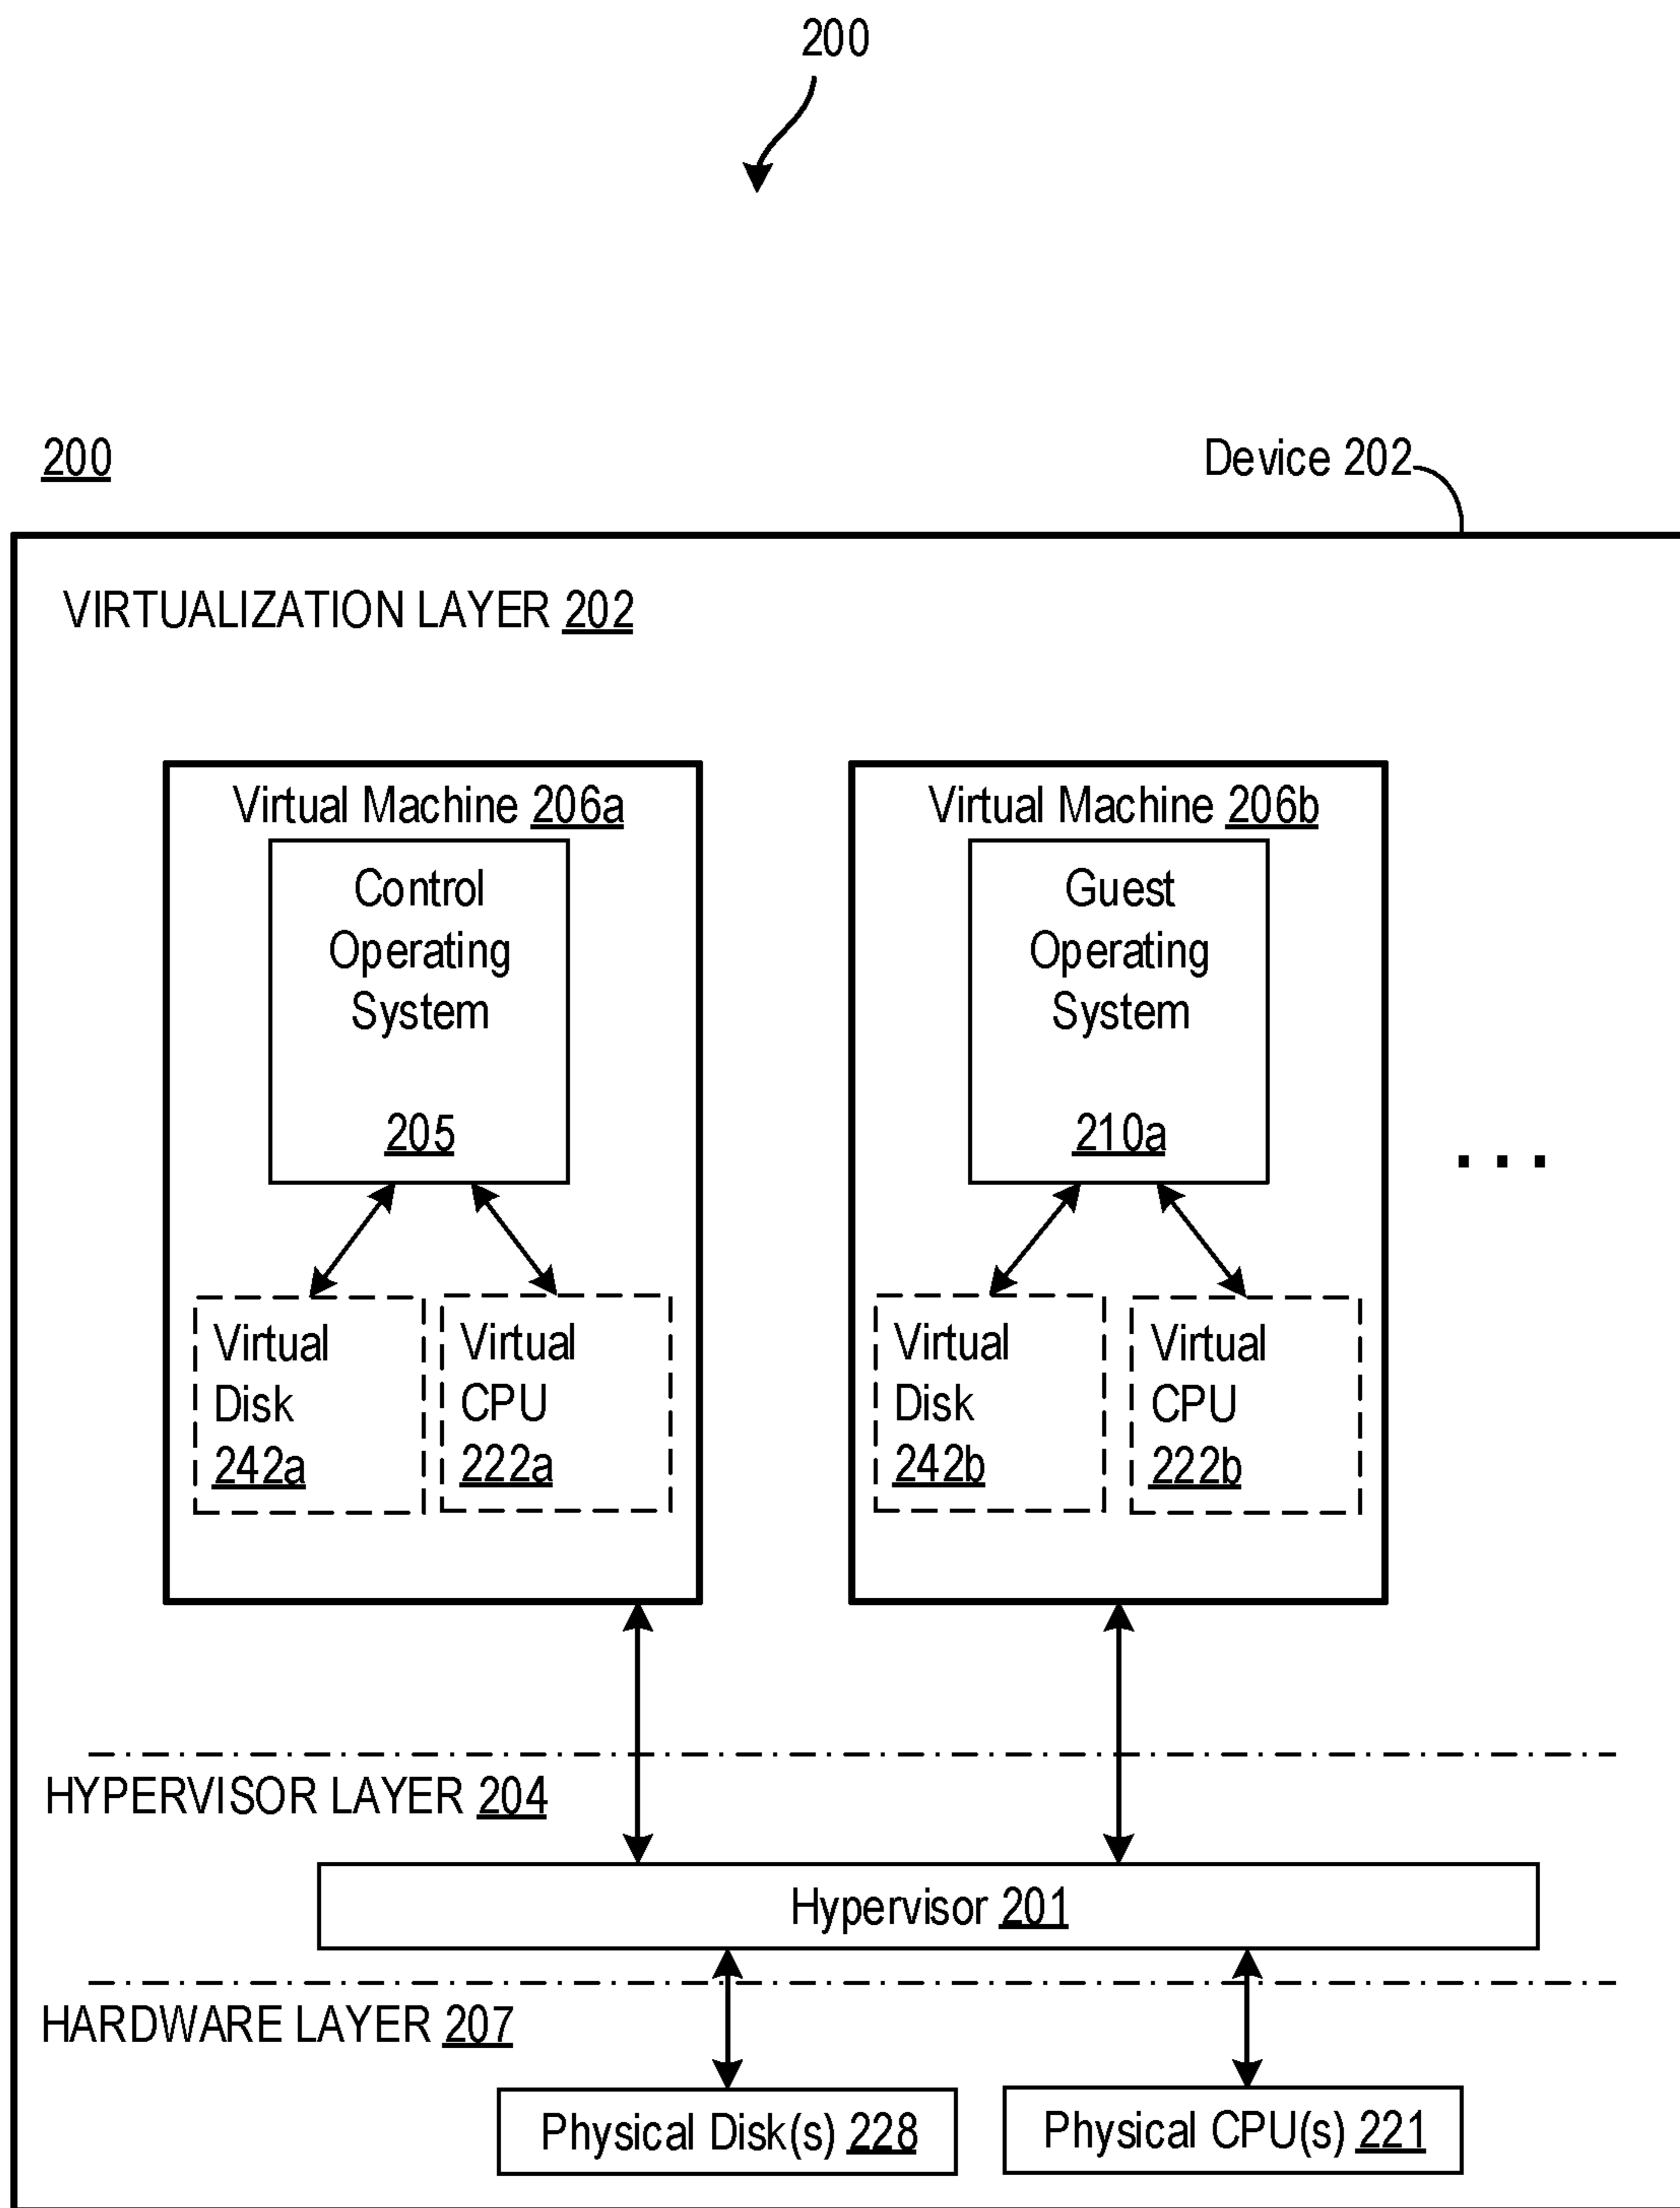 200
200
Device 202
VIRTUALIZATION LAYER 202
Virtual Machine 206a
Control
Operating
System
205
Virtual
Disk
242a
Virtual
CPU
222a
Virtual Machine 206b
Guest
Operating
System
210a
Virtual
Disk
242b
Virtual
CPU
222b
. . .
HYPERVISOR LAYER 204
Hypervisor 201
HARDWARE LAYER 207
Physical Disk(s) 228
Physical CPU(s) 221